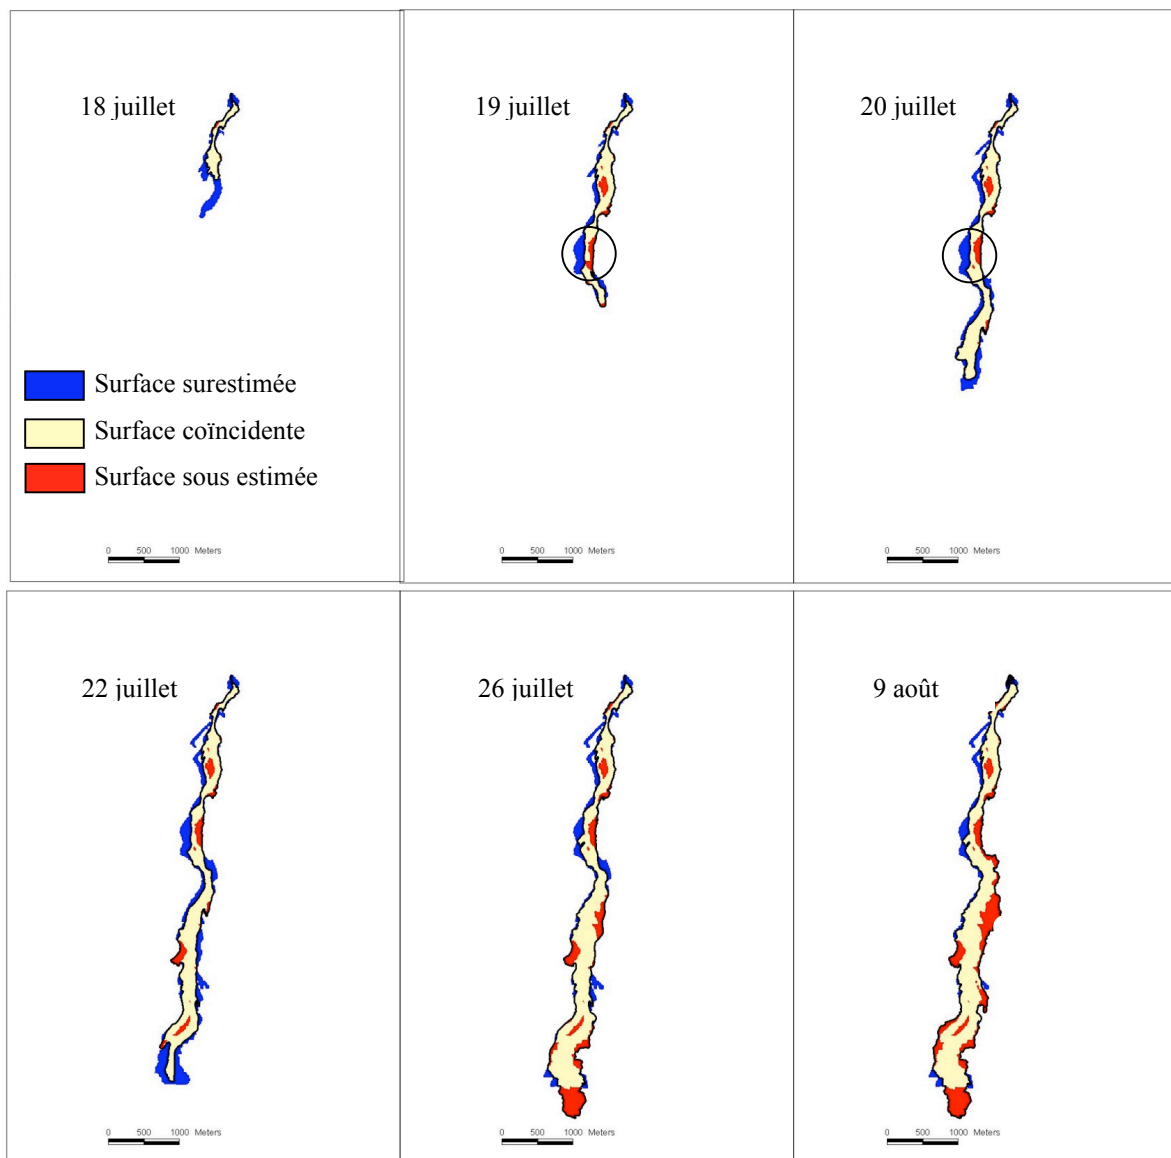 18 juillet
19 juillet
20 juillet
Surface surestimée
Surface coïncidente
Surface sous estimée
0 500 1000 Meters
0 500 1000 Meters
0 500 1000 Meters
22 juillet
26 juillet
9 août
0 500 1000 Meters
0 500 1000 Meters
0 500 1000 Meters